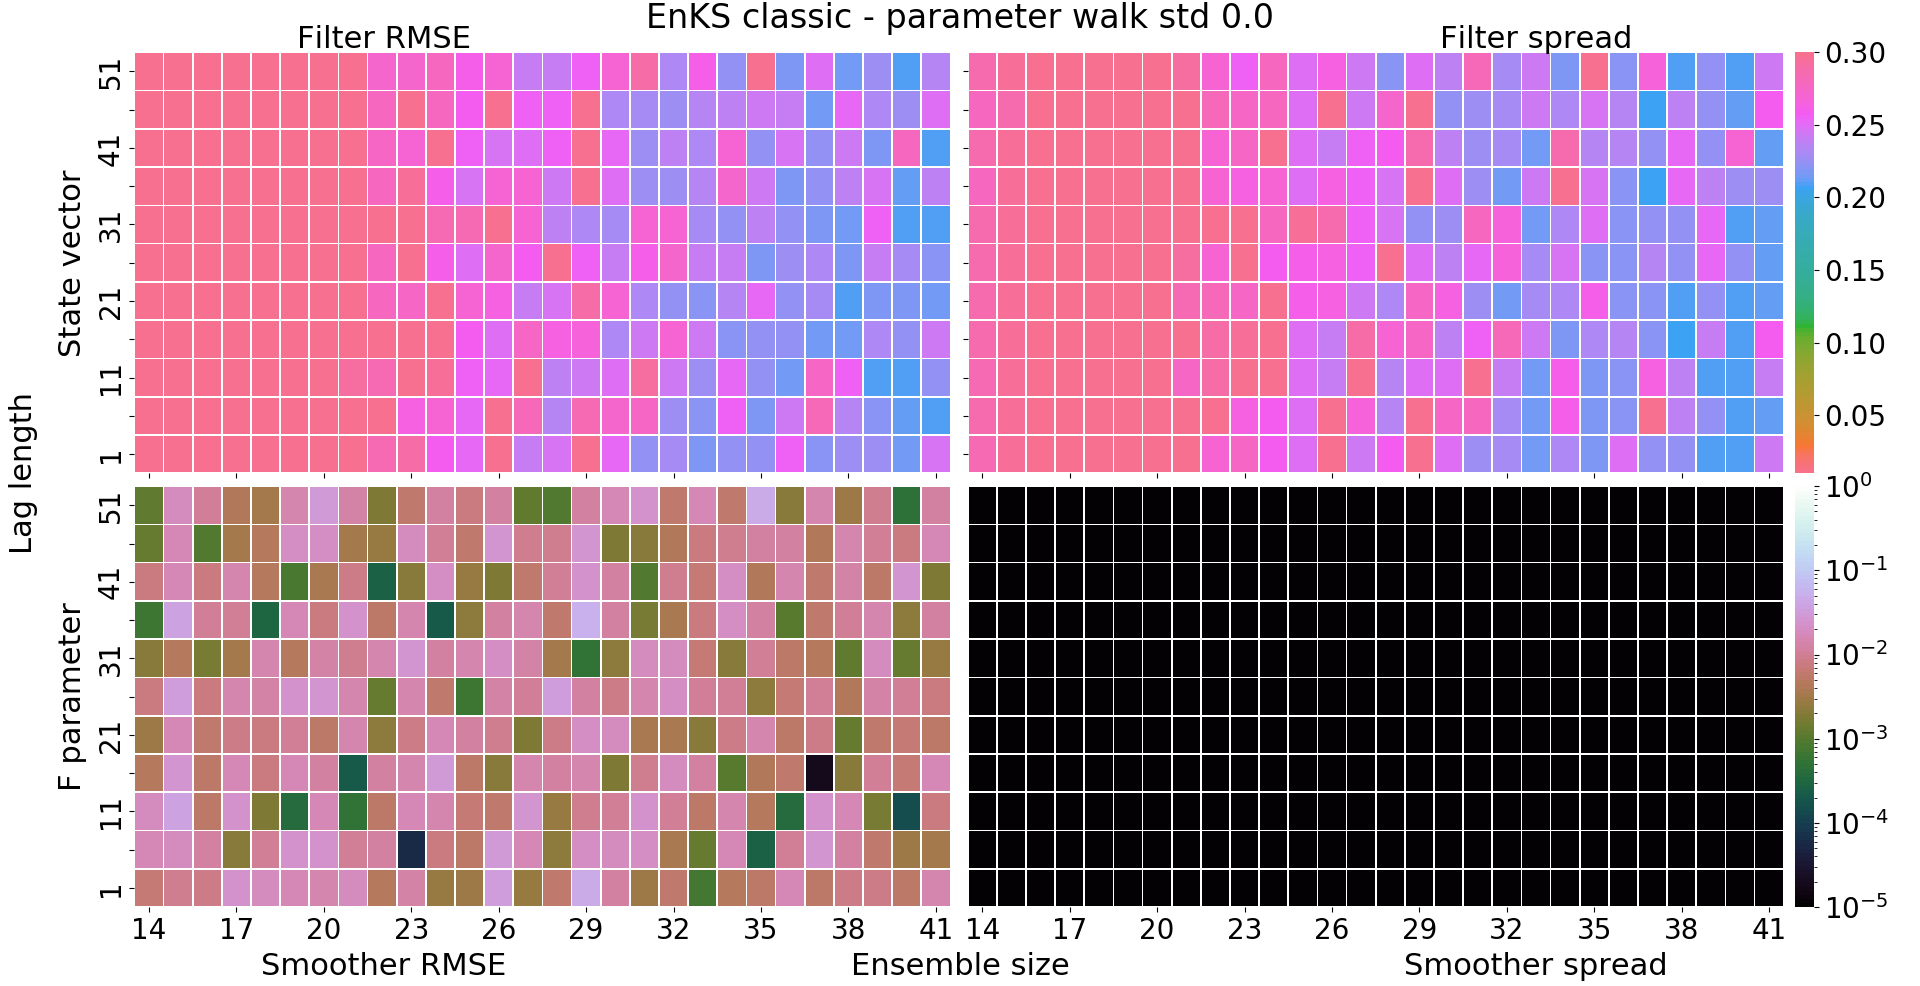 EnKS classic - parameter walk std 0.0
Filter RMSE
Filter spread
Lag length
State vector
51
41
31
21
11
1
0.30
0.25
0.20
0.15
0.10
0.05
F parameter
51
41
31
21
11
1
10⁰
10⁻¹
10⁻²
10⁻³
10⁻⁴
10⁻⁵
14 17 20 23 26 29 32 35 38 41
14 17 20 23 26 29 32 35 38 41
Smoother RMSE
Ensemble size
Smoother spread